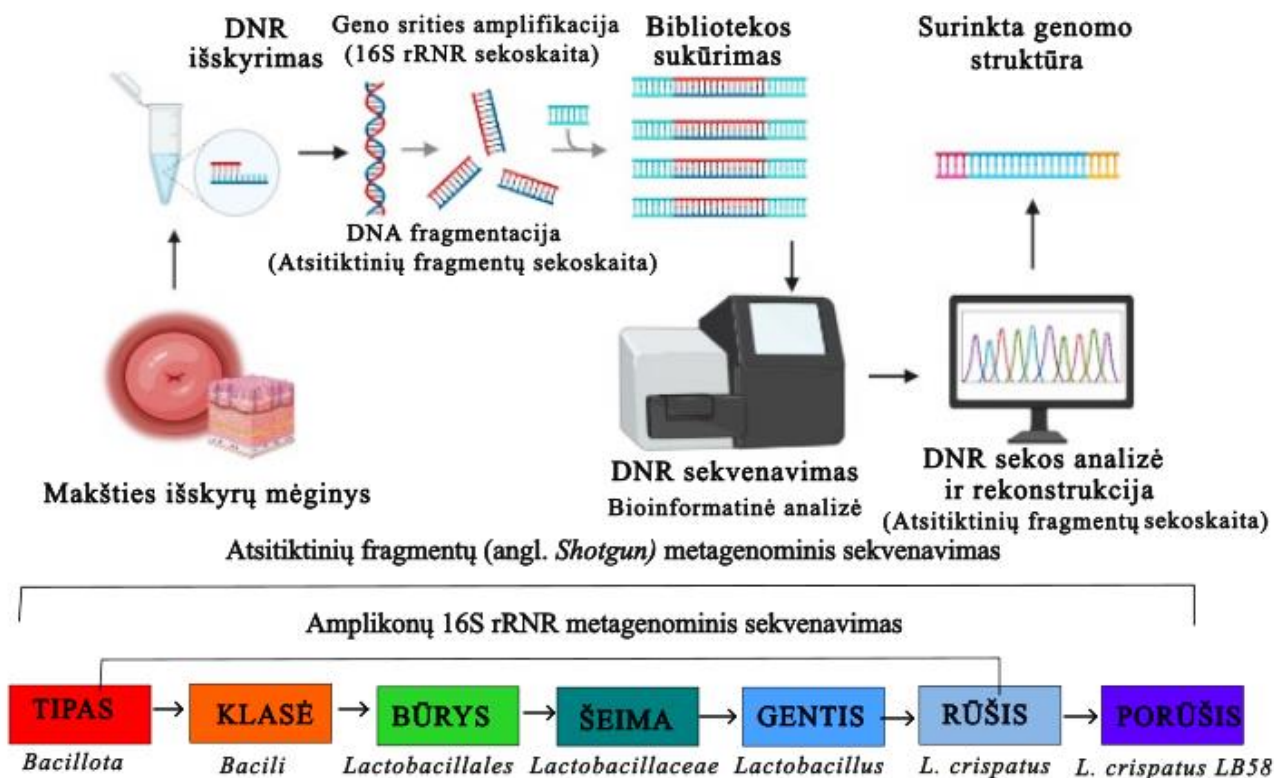 DNR
išskyrimas
Geno srities amplifikacija
(16S rRNR sekoskaita)
Bibliotekos
sukūrimas
Surinkta genomo
struktūra
DNA fragmentacija
(Atsitiktinių fragmentų sekoskaita)
Makšties išskyrų mėginys
DNR sekvenavimas
Bioinformatinė analizė
DNR sekos analizė
ir rekonstrukcija
(Atsitiktinių fragmentų sekoskaita)
Atsitiktinių fragmentų (angl. Shotgun) metagenominis sekvenavimas
Amplikonų 16S rRNR metagenominis sekvenavimas
TIPAS
KLASĖ
BŪRYS
ŠEIMA
GENTIS
RŪŠIS
PORŪŠIS
Bacillota
Bacili
Lactobacillales
Lactobacillaceae
Lactobacillus
L. crispatus
L. crispatus LB58